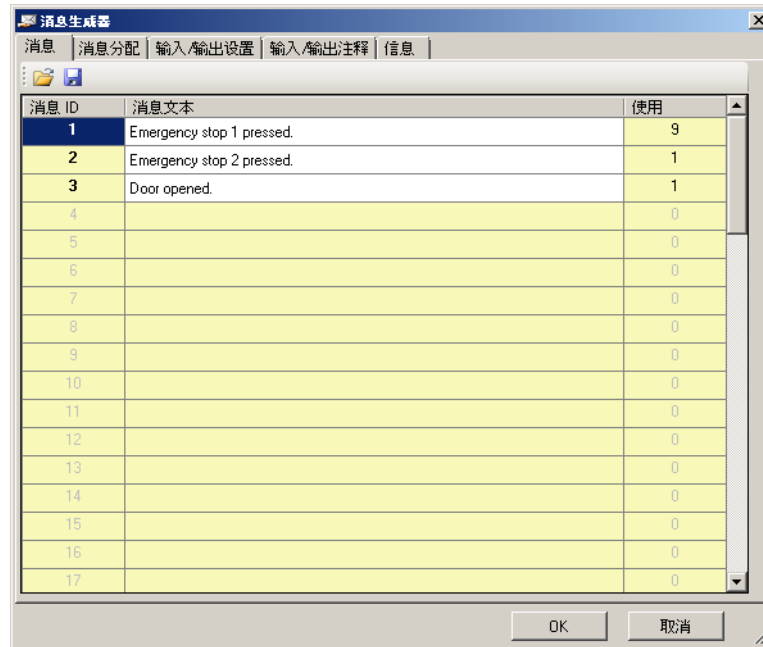 消息生成器
消息 消息分配 输入/输出设置 输入/输出注释 信息
消息 ID 消息文本 使用
1 Emergency stop 1 pressed. 9
2 Emergency stop 2 pressed. 1
3 Door opened. 1
4 0
5 0
6 0
7 0
8 0
9 0
10 0
11 0
12 0
13 0
14 0
15 0
16 0
17 0
OK 取消